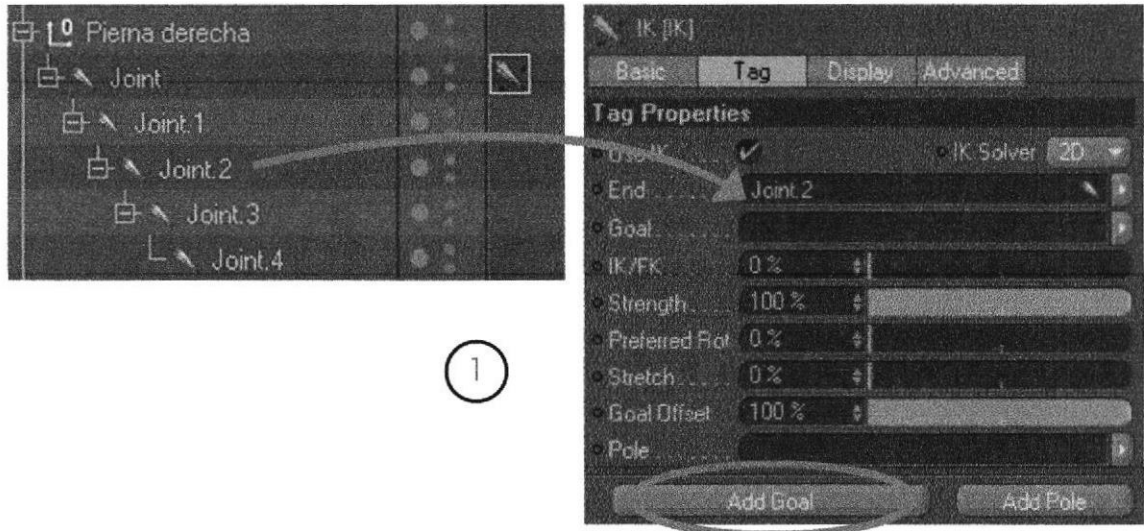 Pierna derecha
Joint
Joint.1
Joint.2
Joint.3
Joint.4
1
IK [IK]
Basic Tag Display Advanced
Tag Properties
Use IK IK Solver 2D
End Joint.2
Goal
IK/FK 0 %
Strength 100 %
Preferred Rot 0 %
Stretch 0 %
Goal Offset 100 %
Pole
Add Goal Add Pole